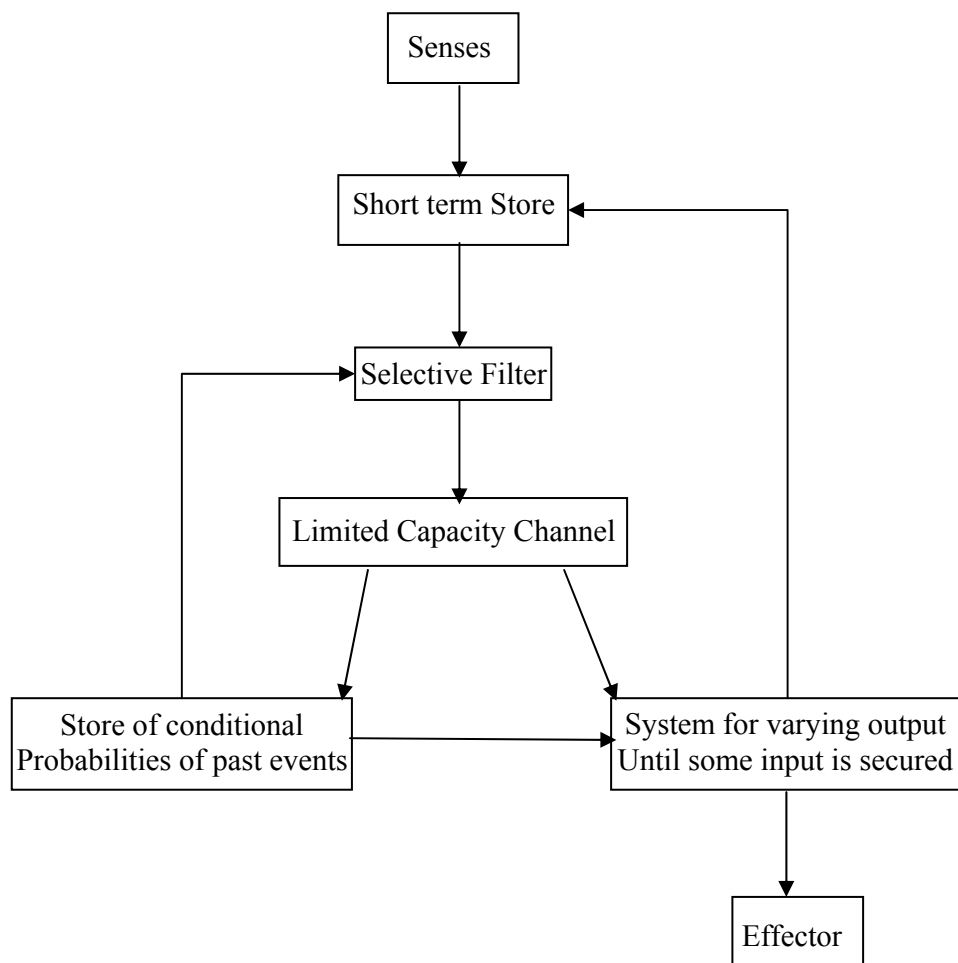 Senses
Short term Store
Selective Filter
Limited Capacity Channel
Store of conditional
Probabilities of past events
System for varying output
Until some input is secured
Effector